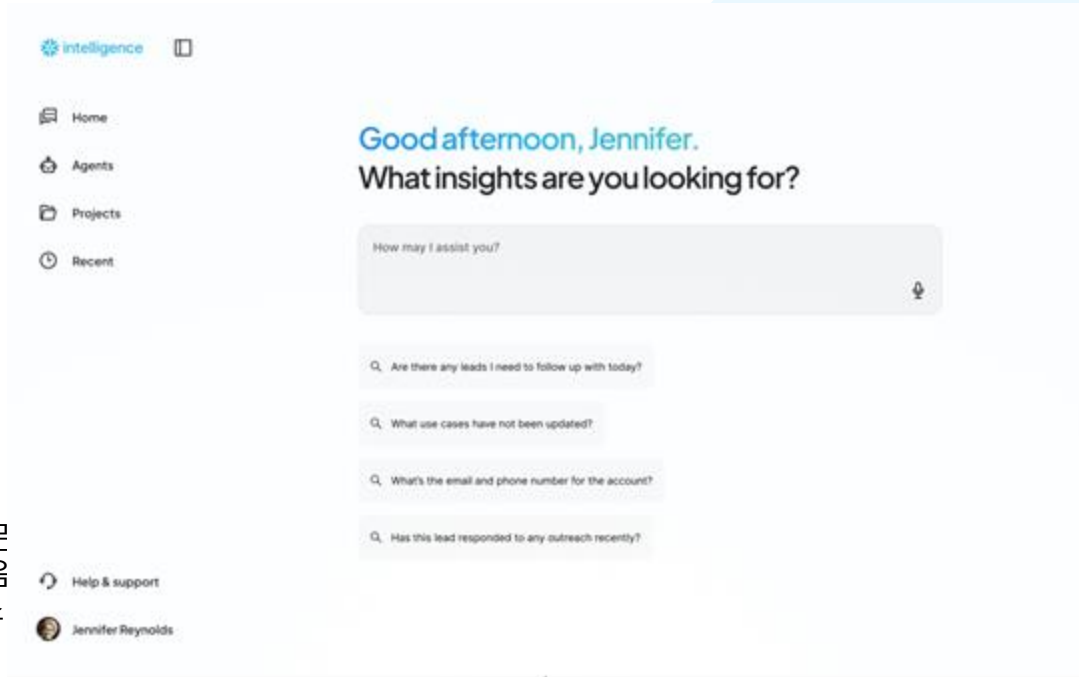 intelligence
Home
Agents
Projects
Recent
Good afternoon, Jennifer.
What insights are you looking for?
How may I assist you?
Are there any leads I need to follow up with today?
What use cases have not been updated?
What's the email and phone number for the account?
Has this lead responded to any outreach recently?
Help & support
Jennifer Reynolds